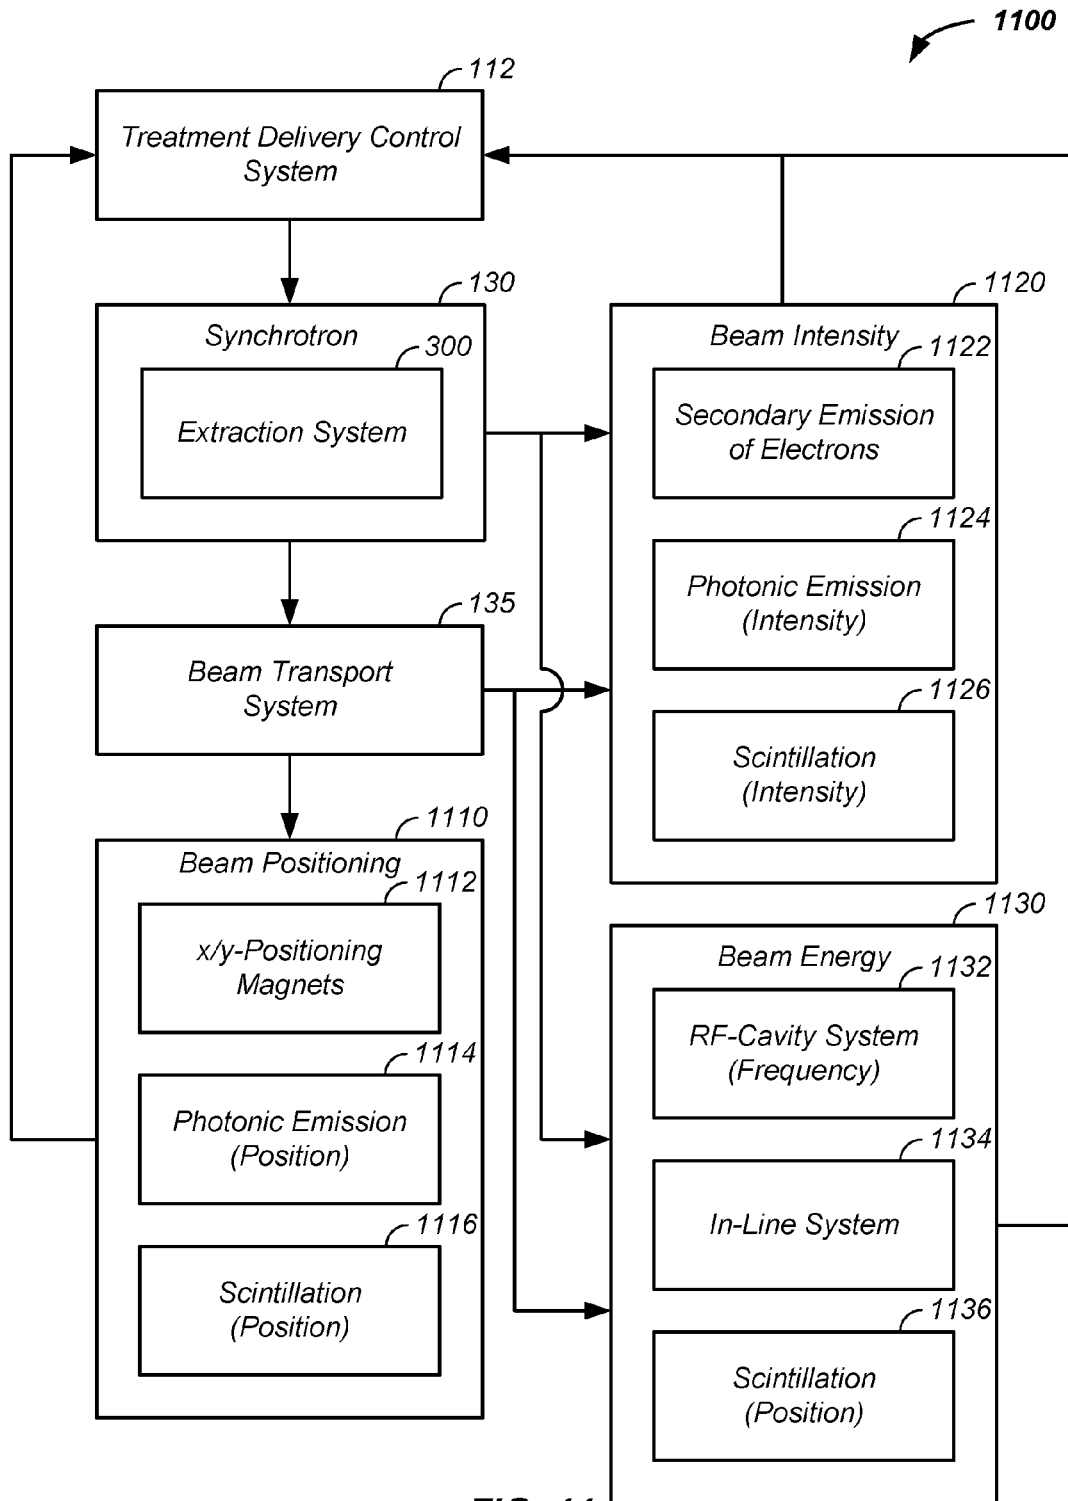 1100
112
Treatment Delivery Control
System
130
Synchrotron
300
Extraction System
135
Beam Transport
System
1110
Beam Positioning
1112
x/y-Positioning
Magnets
1114
Photonic Emission
(Position)
1116
Scintillation
(Position)
1120
Beam Intensity
1122
Secondary Emission
of Electrons
1124
Photonic Emission
(Intensity)
1126
Scintillation
(Intensity)
1130
Beam Energy
1132
RF-Cavity System
(Frequency)
1134
In-Line System
1136
Scintillation
(Position)